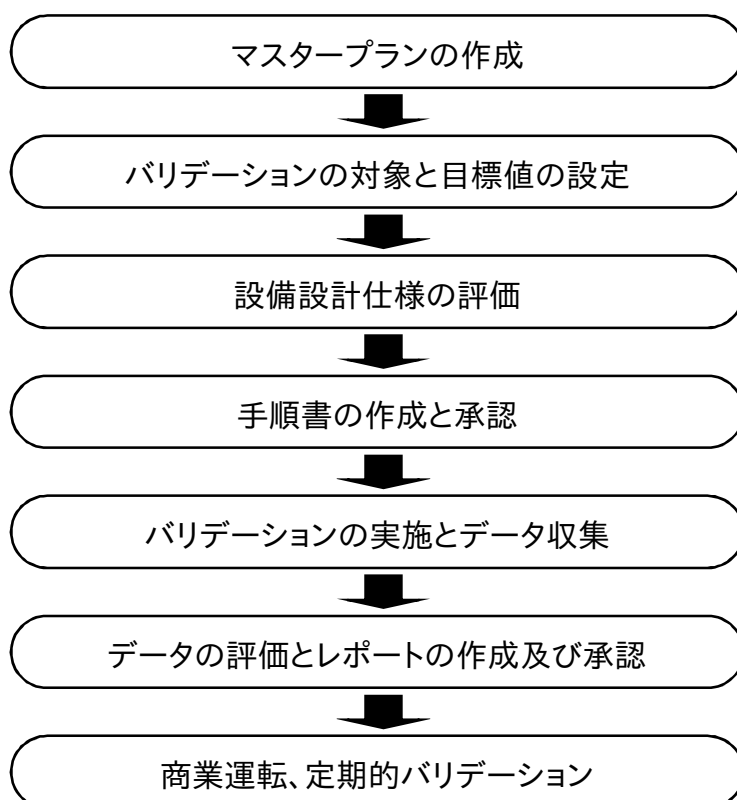 マスタープランの作成
バリデーションの対象と目標値の設定
設備設計仕様の評価
手順書の作成と承認
バリデーションの実施とデータ収集
データの評価とレポートの作成及び承認
商業運転、定期的バリデーション